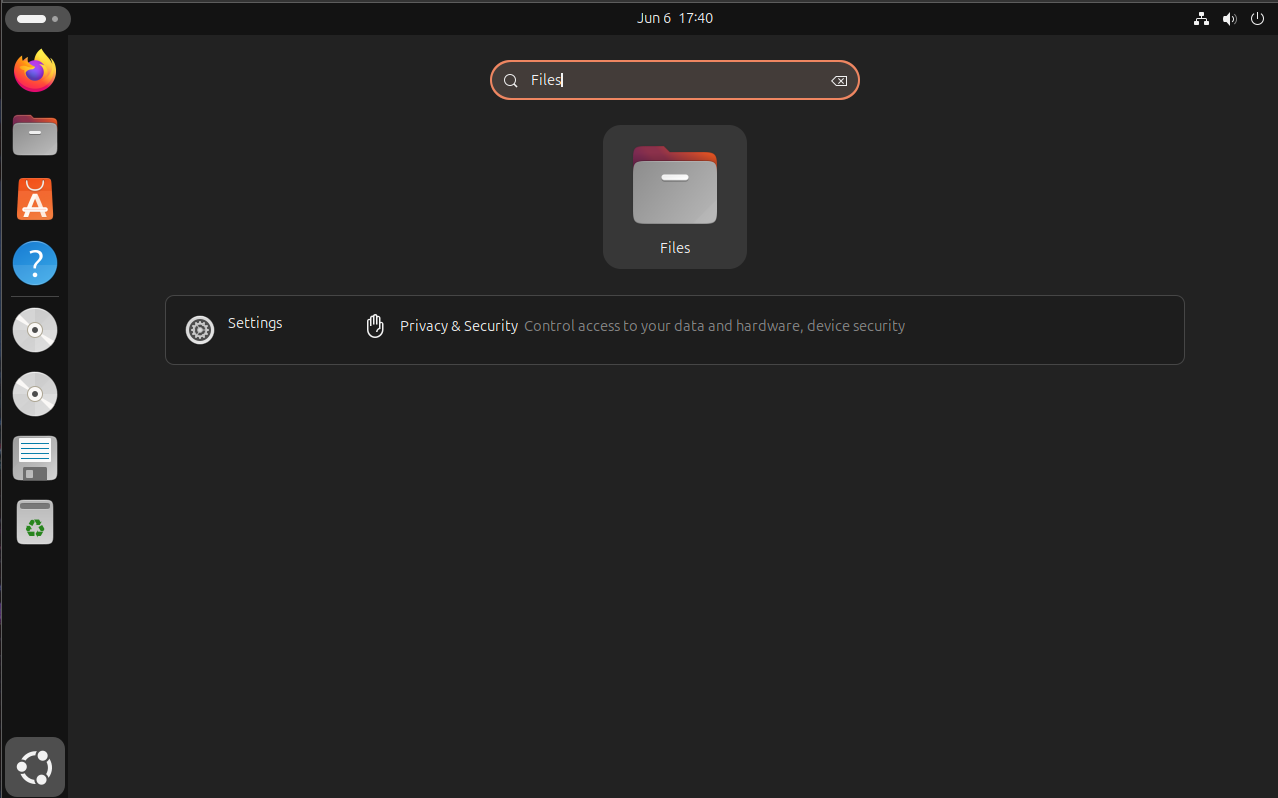 Jun 6 17:40
Files
Files
Settings
Privacy & Security Control access to your data and hardware, device security